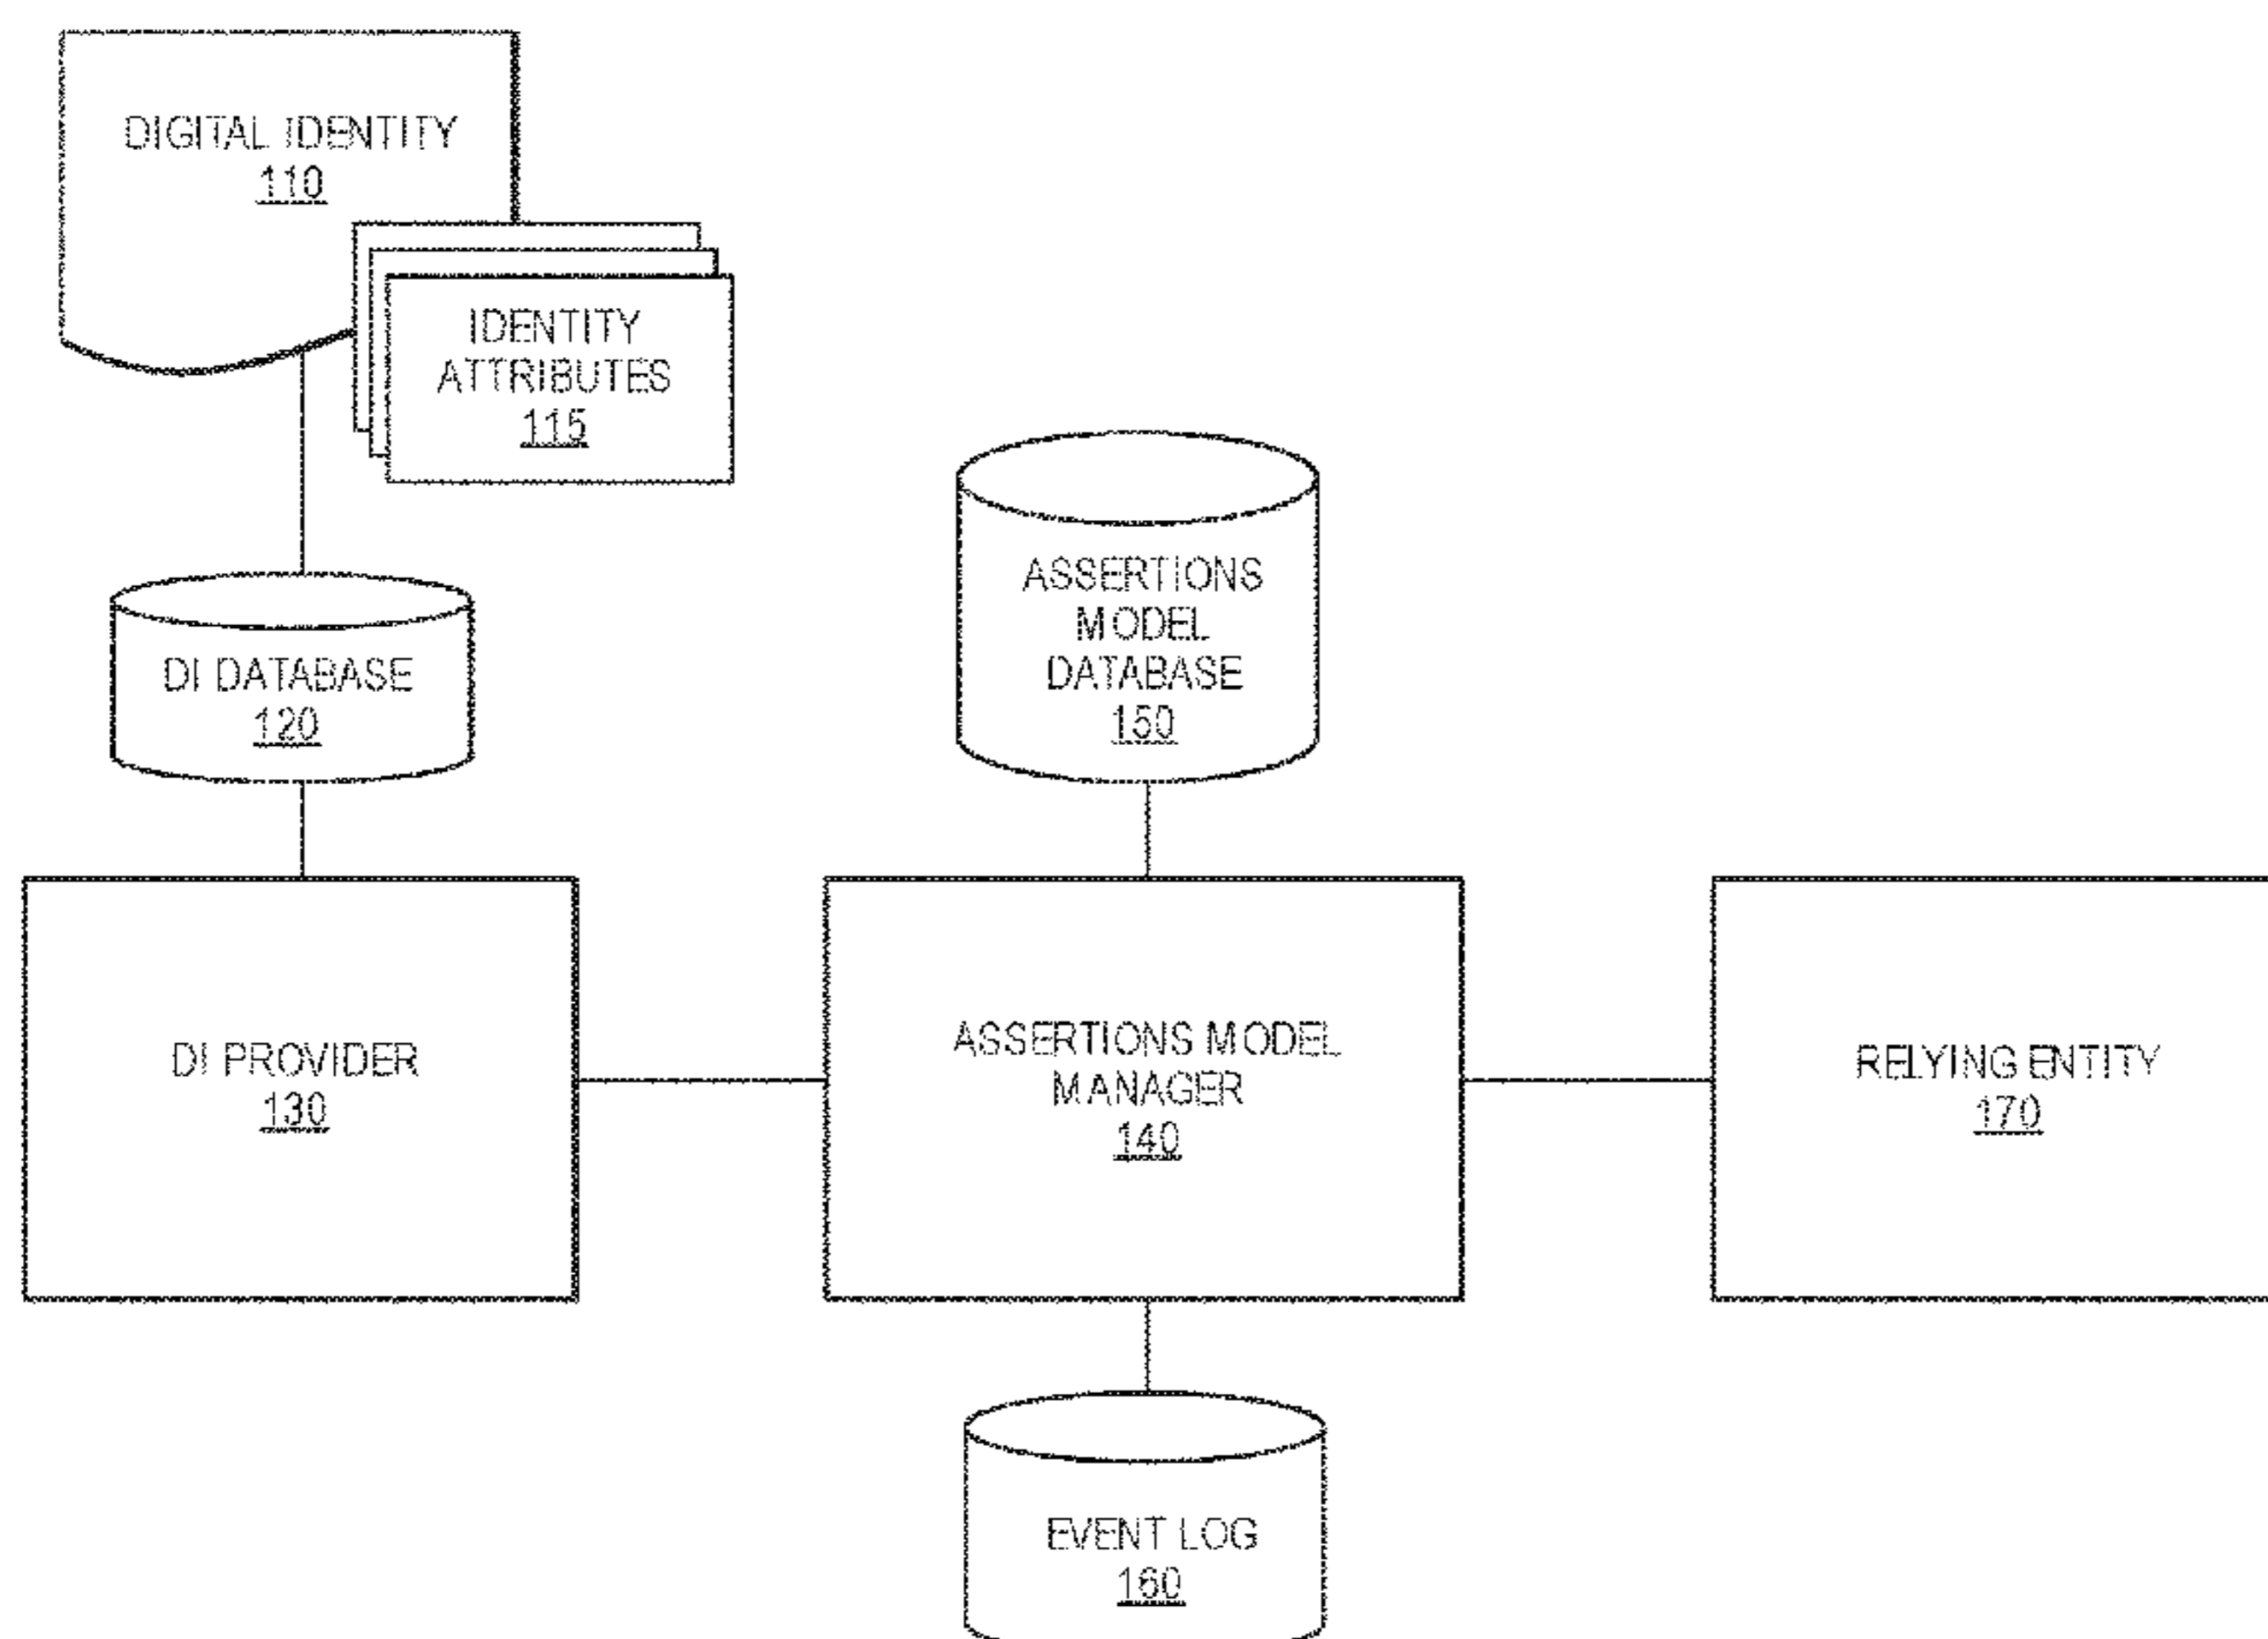 DIGITAL IDENTITY
110
IDENTITY
ATTRIBUTES
115
DI DATABASE
120
ASSERTIONS
MODEL
DATABASE
150
DI PROVIDER
130
ASSERTIONS MODEL
MANAGER
140
RELYING ENTITY
170
EVENT LOG
160